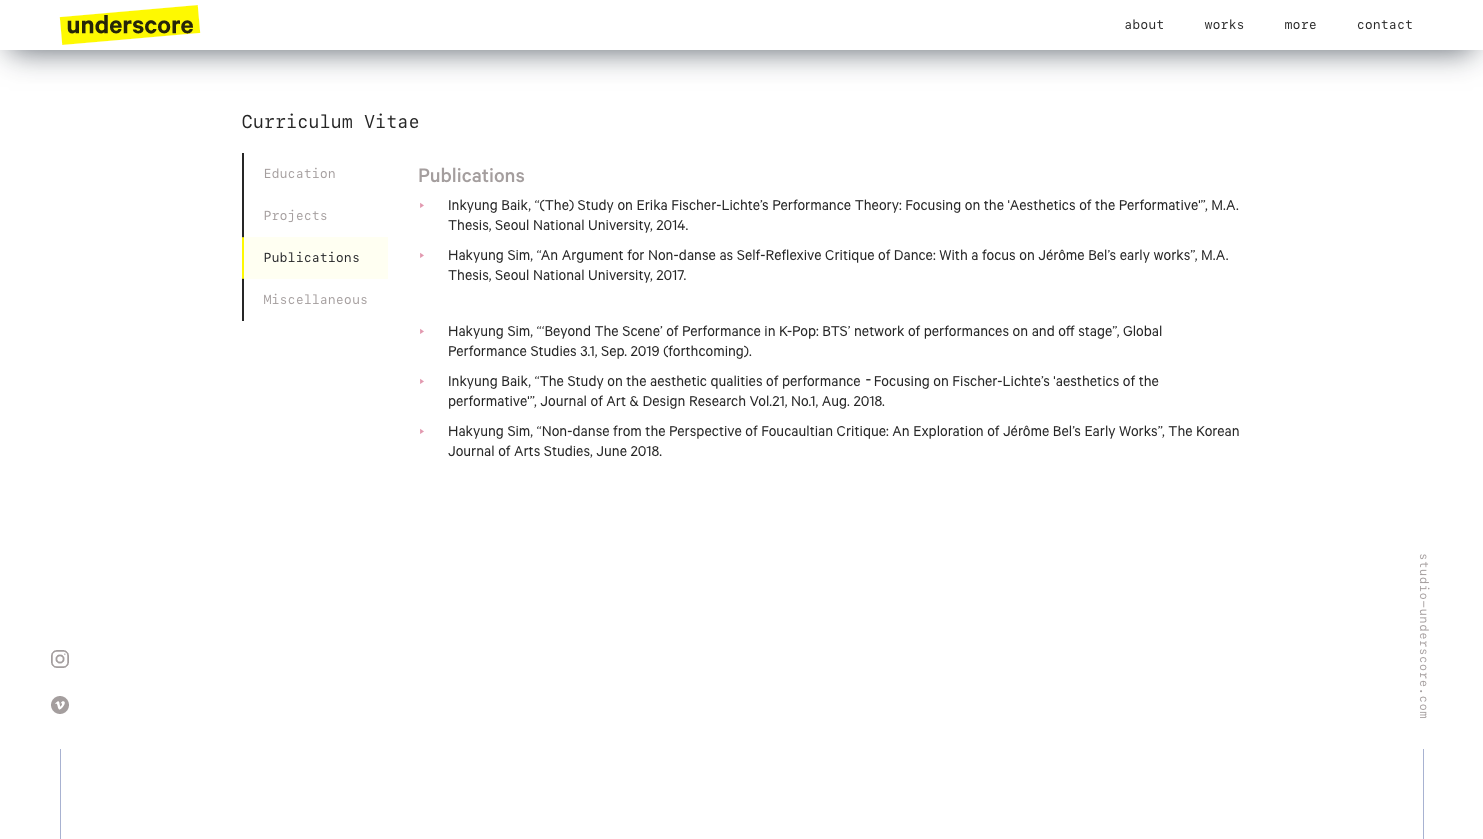 underscore
about
works
more
contact
Curriculum Vitae
Education
Projects
Publications
Miscellaneous
Publications
Inkyung Baik, “(The) Study on Erika Fischer-Lichte’s Performance Theory: Focusing on the 'Aesthetics of the Performative'”, M.A.
Thesis, Seoul National University, 2014.
Hakyung Sim, “An Argument for Non-danse as Self-Reflexive Critique of Dance: With a focus on Jérôme Bel’s early works”, M.A.
Thesis, Seoul National University, 2017.
Hakyung Sim, “‘Beyond The Scene’ of Performance in K-Pop: BTS’ network of performances on and off stage”, Global
Performance Studies 3.1, Sep. 2019 (forthcoming).
Inkyung Baik, “The Study on the aesthetic qualities of performance -Focusing on Fischer-Lichte’s 'aesthetics of the
performative'”, Journal of Art & Design Research Vol.21, No.1, Aug. 2018.
Hakyung Sim, “Non-danse from the Perspective of Foucaultian Critique: An Exploration of Jérôme Bel’s Early Works”, The Korean
Journal of Arts Studies, June 2018.
studio-underscore.com